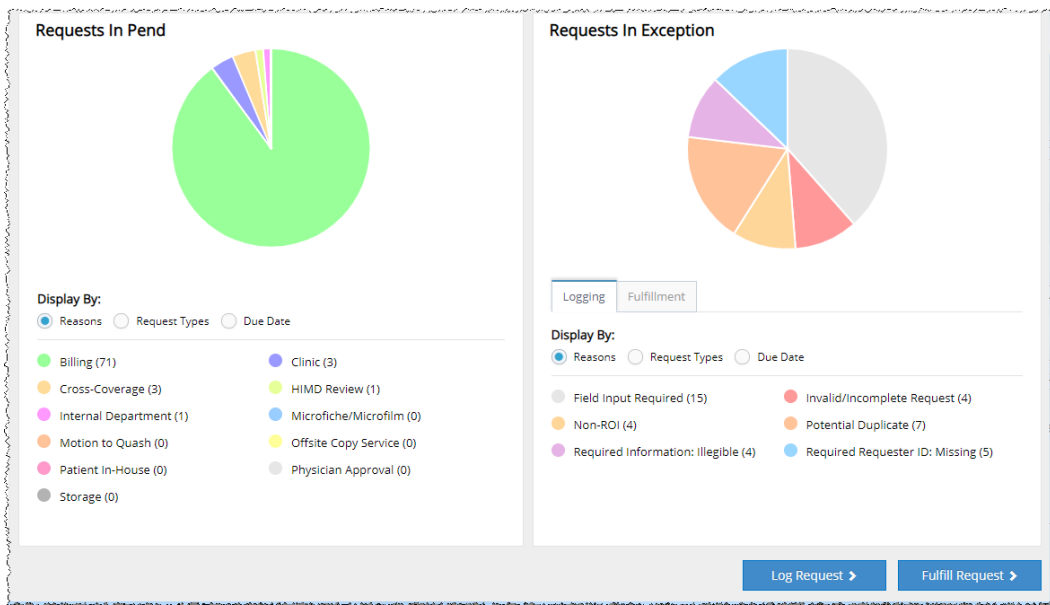 Requests In Pend
Display By:
Reasons Request Types Due Date
Billing (71) Clinic (3)
Cross-Coverage (3) HIMD Review (1)
Internal Department (1) Microfiche/Microfilm (0)
Motion to Quash (0) Offsite Copy Service (0)
Patient In-House (0) Physician Approval (0)
Storage (0)
Requests In Exception
Logging Fulfillment
Display By:
Reasons Request Types Due Date
Field Input Required (15) Invalid/Incomplete Request (4)
Non-ROI (4) Potential Duplicate (7)
Required Information: Illegible (4) Required Requester ID: Missing (5)
Log Request Fulfill Request